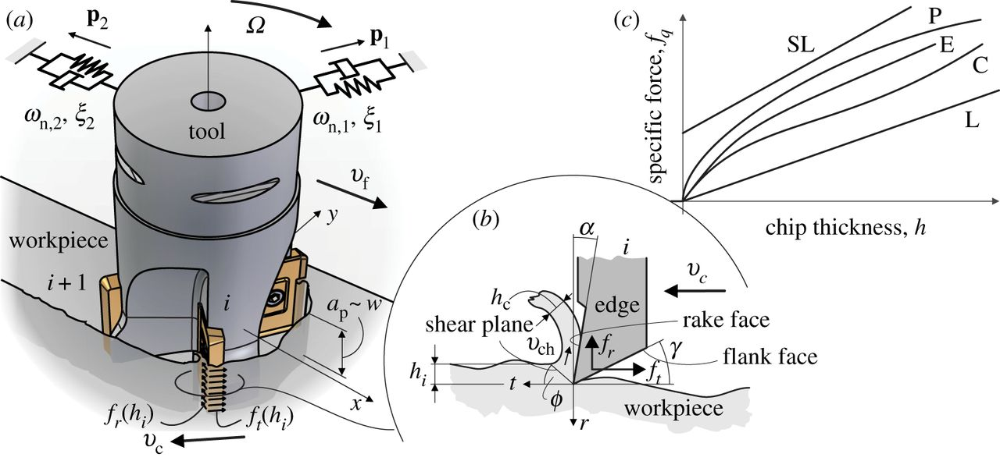 (a)
p₂
Ω
p₁
ωₙ,₂, ξ₂
ωₙ,₁, ξ₁
tool
υf
y
workpiece
i + 1
i
aₚ ~ w
x
fᵣ(hᵢ)
fₜ(hᵢ)
υc
(b)
α
i
υc
hc
edge
shear plane
rake face
υch
fᵣ
γ
flank face
hᵢ
t
ϕ
fₜ
workpiece
r
(c)
specific force, f_q
SL
P
E
C
L
chip thickness, h